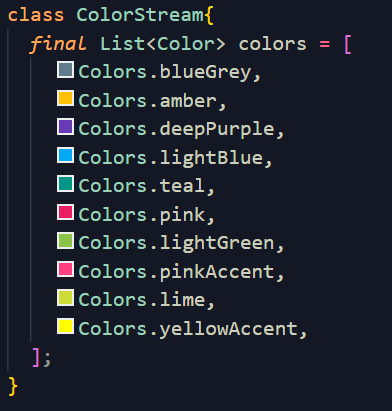 class ColorStream{
final List<Color> colors = [
Colors.blueGrey,
Colors.amber,
Colors.deepPurple,
Colors.lightBlue,
Colors.teal,
Colors.pink,
Colors.lightGreen,
Colors.pinkAccent,
Colors.lime,
Colors.yellowAccent,
];
}